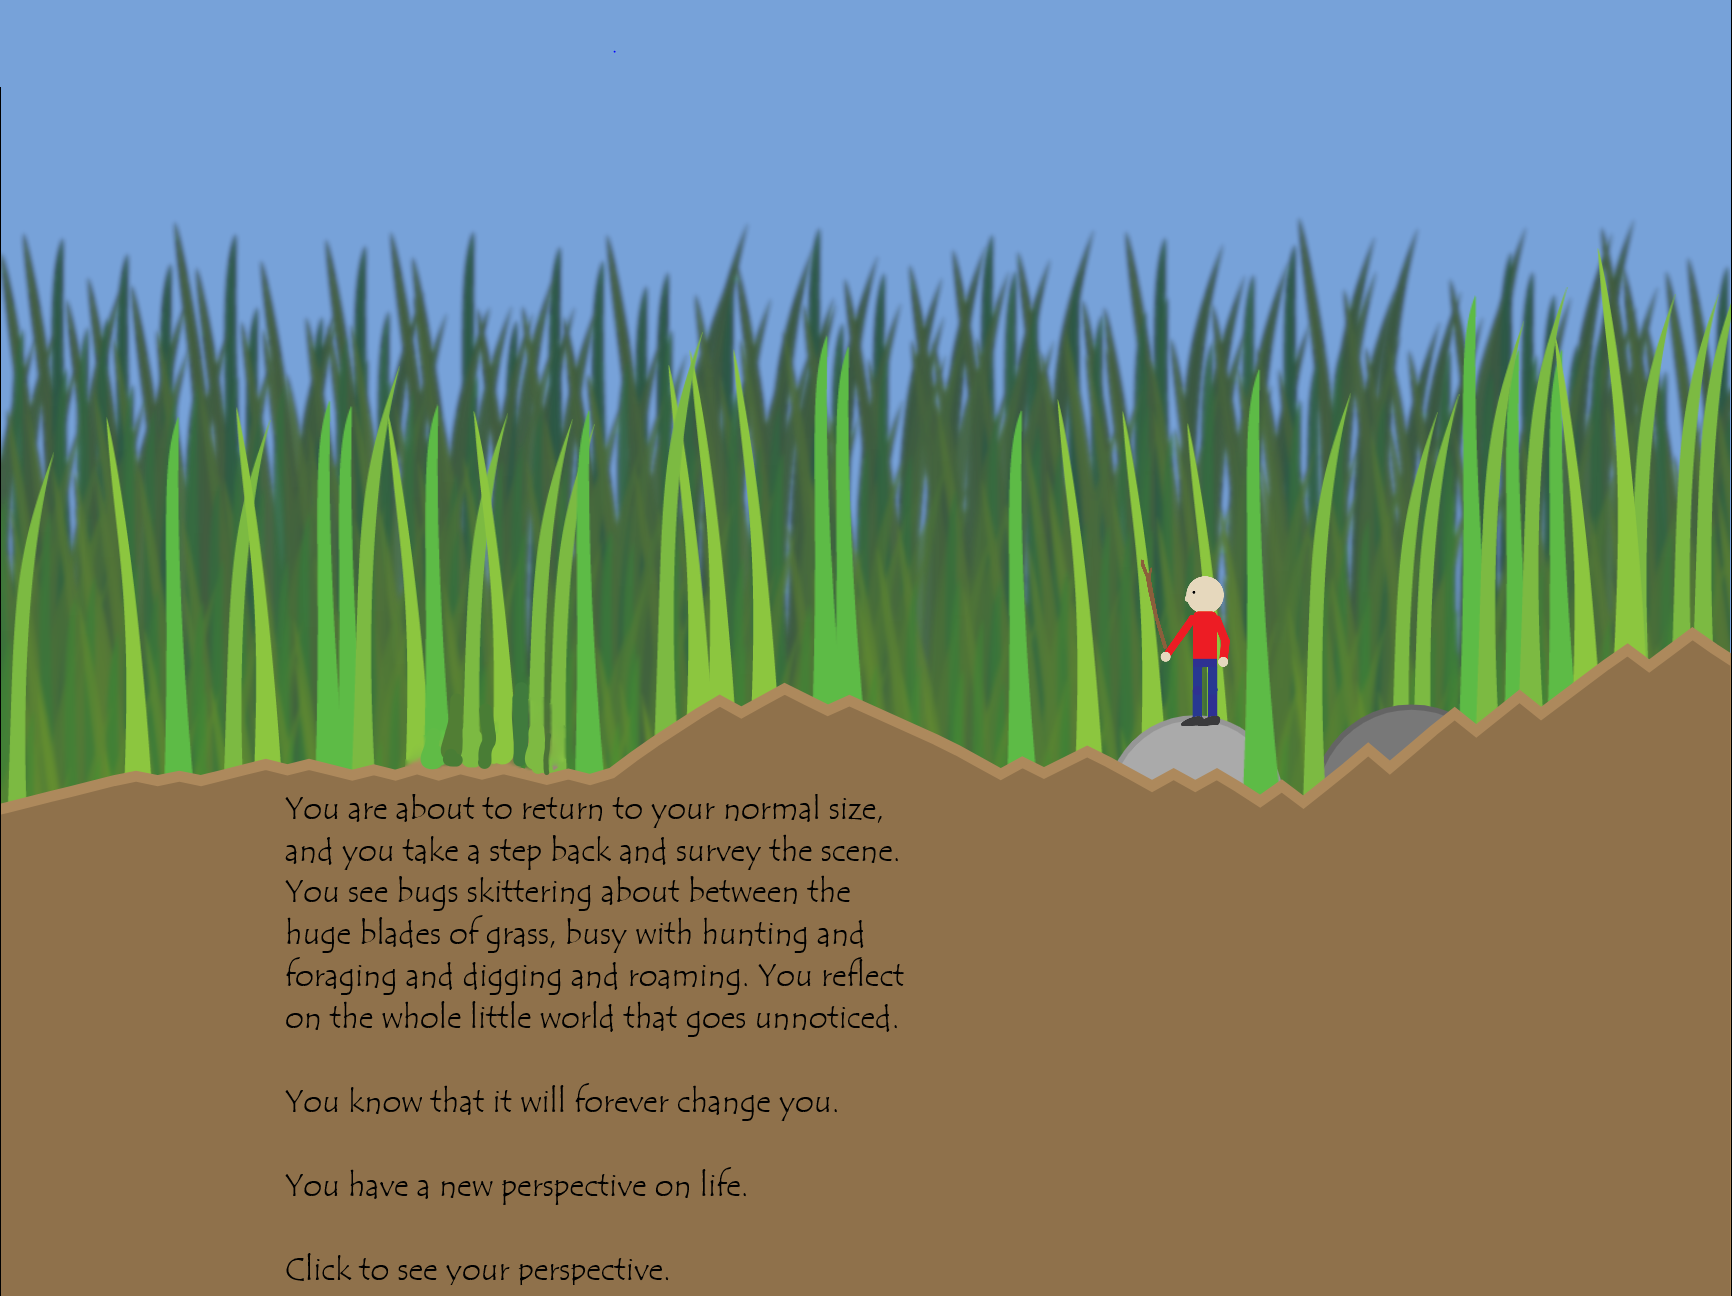 You are about to return to your normal size,
and you take a step back and survey the scene.
You see bugs skittering about between the
huge blades of grass, busy with hunting and
foraging and digging and roaming. You reflect
on the whole little world that goes unnoticed.
You know that it will forever change you.
You have a new perspective on life.
Click to see your perspective.